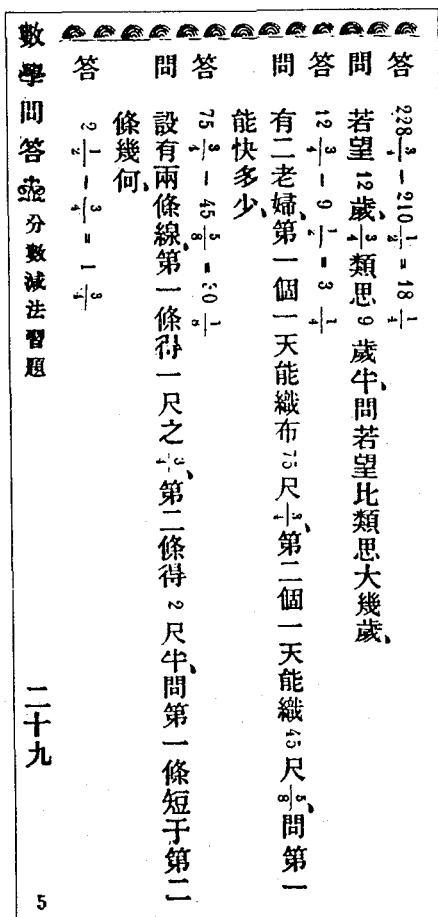 答 228 3/4 − 210 1/2 = 18 1/4
問 若望 12 歲 3/4 類思 9 歲半、問若望比類思大幾歲、
答 12 3/4 − 9 1/2 = 3 1/4
問 有二老婦、第一個一天能織布 75 尺 3/4、第二個一天能織 45 尺 5/8、問第一
能快多少、
答 75 3/4 − 45 5/8 = 30 1/8
問 設有兩條線、第一條得一尺之 3/4、第二條得 2 尺半、問第一條短于第二
條幾何、
答 2 1/2 − 3/4 = 1 3/4
數學問答 分數減法習題 二十九 5